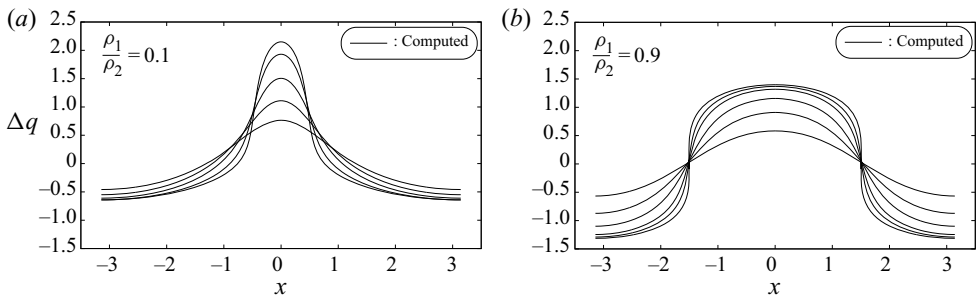 (a)
2.5
2.0
1.5
1.0
0.5
0
–0.5
–1.0
–1.5
Δq
ρ1/ρ2 = 0.1
: Computed
–3 –2 –1 0 1 2 3
x
(b)
2.5
2.0
1.5
1.0
0.5
0
–0.5
–1.0
–1.5
ρ1/ρ2 = 0.9
: Computed
–3 –2 –1 0 1 2 3
x